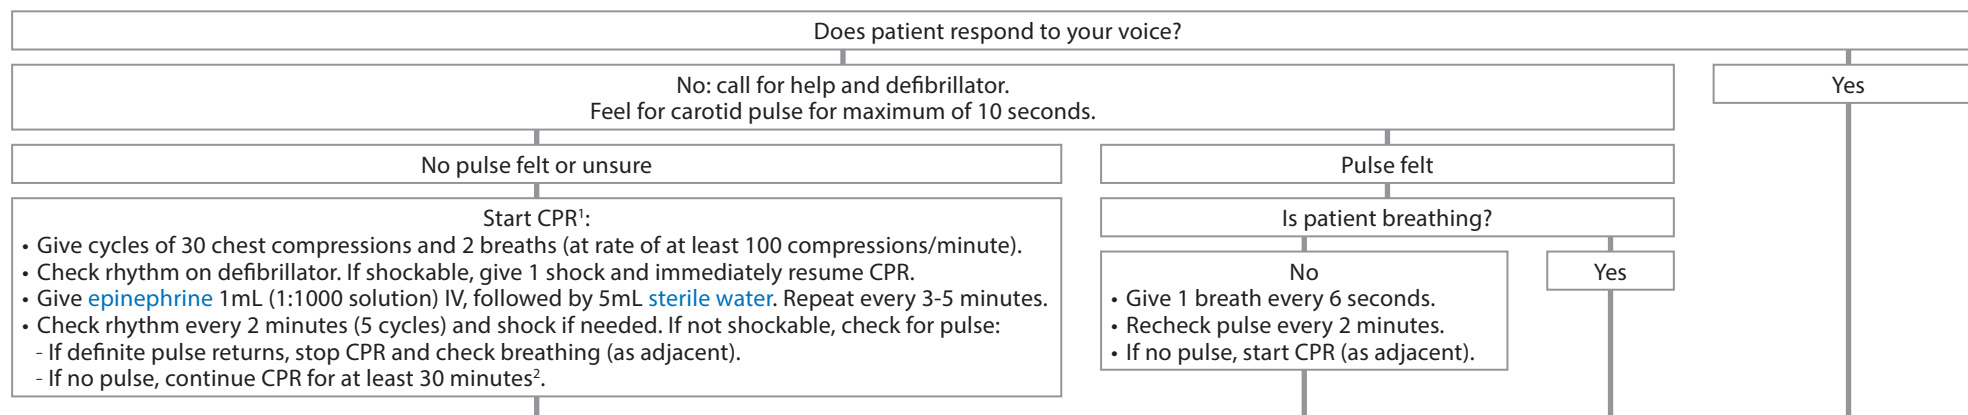 Does patient respond to your voice?
No: call for help and defibrillator.
Feel for carotid pulse for maximum of 10 seconds.
Yes
No pulse felt or unsure
Start CPR¹:
• Give cycles of 30 chest compressions and 2 breaths (at rate of at least 100 compressions/minute).
• Check rhythm on defibrillator. If shockable, give 1 shock and immediately resume CPR.
• Give epinephrine 1mL (1:1000 solution) IV, followed by 5mL sterile water. Repeat every 3-5 minutes.
• Check rhythm every 2 minutes (5 cycles) and shock if needed. If not shockable, check for pulse:
- If definite pulse returns, stop CPR and check breathing (as adjacent).
- If no pulse, continue CPR for at least 30 minutes².
Pulse felt
Is patient breathing?
No
• Give 1 breath every 6 seconds.
• Recheck pulse every 2 minutes.
• If no pulse, start CPR (as adjacent).
Yes